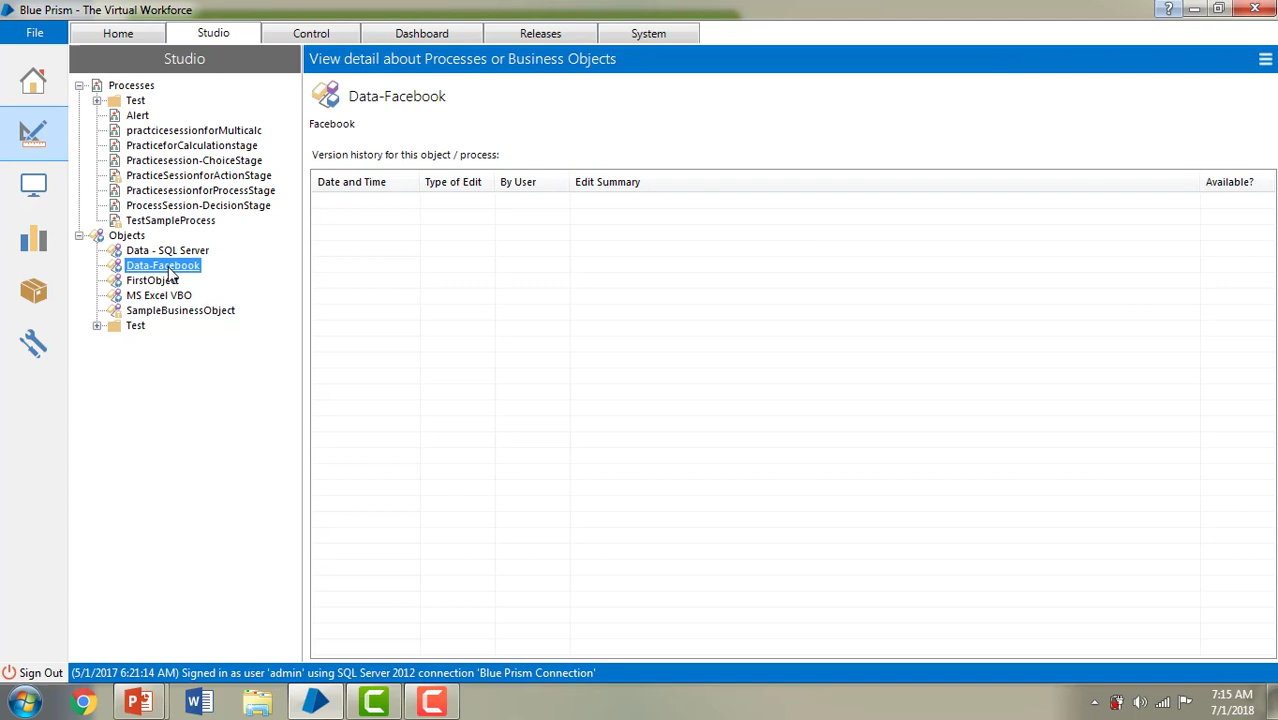 Blue Prism - The Virtual Workforce
File
Home
Studio
Control
Dashboard
Releases
System
Studio
View detail about Processes or Business Objects
Processes
Test
Alert
practcicesessionforMulticalc
PracticeforCalculationstage
Practicesession-ChoiceStage
PracticeSessionforActionStage
PracticesessionforProcessStage
ProcessSession-DecisionStage
TestSampleProcess
Objects
Data - SQL Server
Data-Facebook
FirstObject
MS Excel VBO
SampleBusinessObject
Test
Data-Facebook
Facebook
Version history for this object / process:
Date and Time
Type of Edit
By User
Edit Summary
Available?
Sign Out
(5/1/2017 6:21:14 AM) Signed in as user 'admin' using SQL Server 2012 connection 'Blue Prism Connection'
7:15 AM
7/1/2018